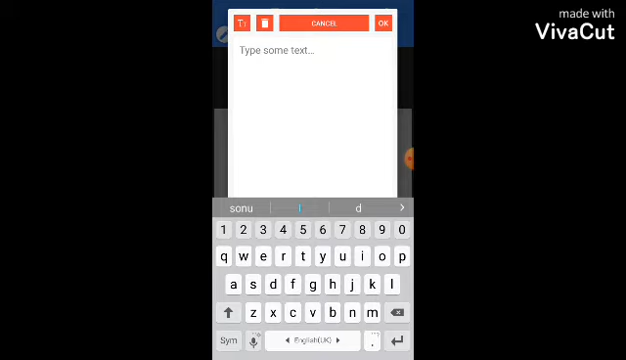 made with
VivaCut
T
CANCEL
OK
Type some text...
sonu
I
d
>
1 2 3 4 5 6 7 8 9 0
q w e r t y u i o p
a s d f g h j k l
z x c v b n m
Sym
English(UK)
.